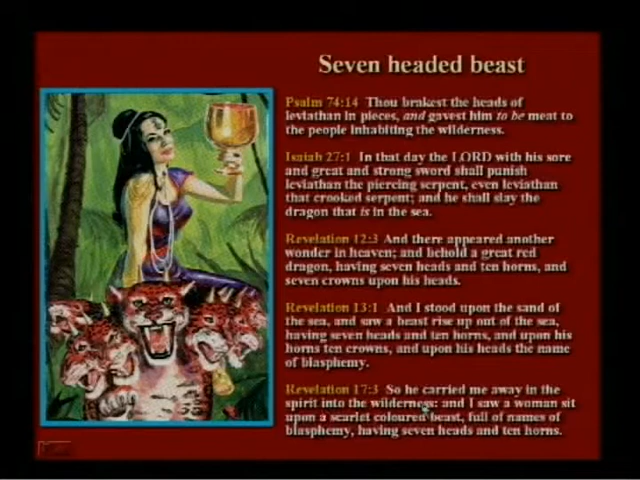 Seven headed beast
Psalm 74:14 Thou brakest the heads of
leviathan in pieces, and gavest him to be meat to
the people inhabiting the wilderness.
Isaiah 27:1 In that day the LORD with his sore
and great and strong sword shall punish
leviathan the piercing serpent, even leviathan
that crooked serpent; and he shall slay the
dragon that is in the sea.
Revelation 12:3 And there appeared another
wonder in heaven; and behold a great red
dragon, having seven heads and ten horns, and
seven crowns upon his heads.
Revelation 13:1 And I stood upon the sand of
the sea, and saw a beast rise up out of the sea,
having seven heads and ten horns, and upon his
horns ten crowns, and upon his heads the name
of blasphemy.
Revelation 17:3 So he carried me away in the
spirit into the wilderness: and I saw a woman sit
upon a scarlet coloured beast, full of names of
blasphemy, having seven heads and ten horns.